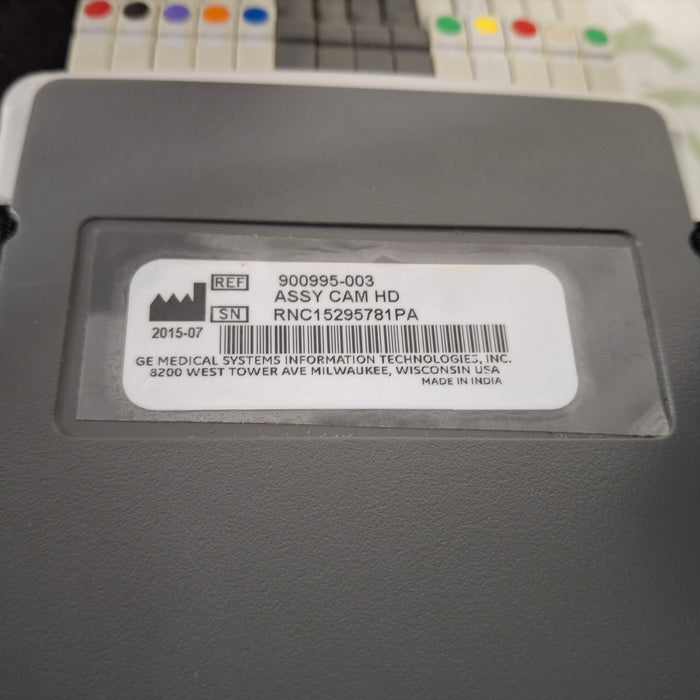 REF 900995-003
ASSY CAM HD
SN RNC15295781PA
2015-07
GE MEDICAL SYSTEMS INFORMATION TECHNOLOGIES, INC.
8200 WEST TOWER AVE MILWAUKEE, WISCONSIN USA
MADE IN INDIA